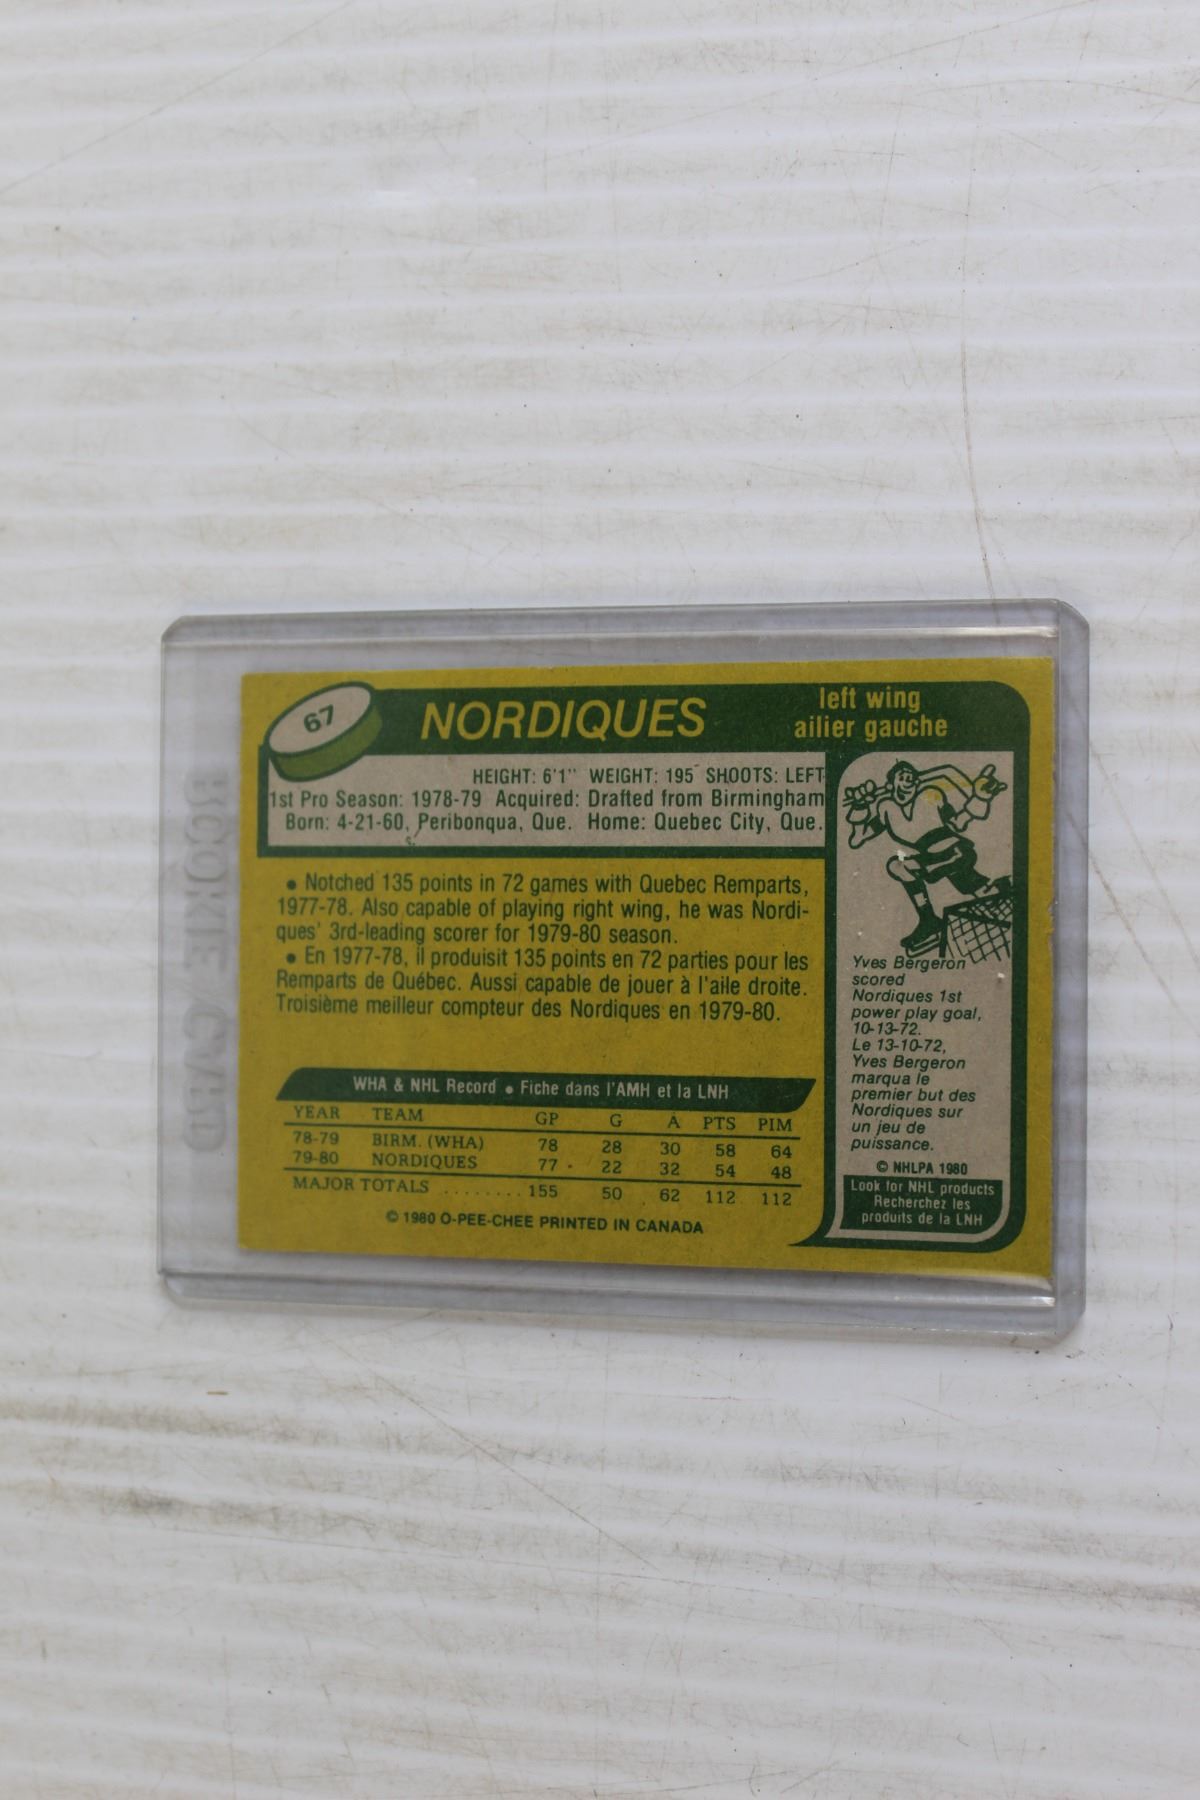 67
NORDIQUES
left wing
ailier gauche
HEIGHT: 6'1" WEIGHT: 195 SHOOTS: LEFT
1st Pro Season: 1978-79 Acquired: Drafted from Birmingham
Born: 4-21-60, Peribonqua, Que. Home: Quebec City, Que.
• Notched 135 points in 72 games with Quebec Remparts,
1977-78. Also capable of playing right wing, he was Nordi-
ques' 3rd-leading scorer for 1979-80 season.
• En 1977-78, il produisit 135 points en 72 parties pour les
Remparts de Québec. Aussi capable de jouer à l'aile droite.
Troisième meilleur compteur des Nordiques en 1979-80.
WHA & NHL Record • Fiche dans l'AMH et la LNH
YEAR TEAM GP G A PTS PIM
78-79 BIRM. (WHA) 78 28 30 58 64
79-80 NORDIQUES 77 22 32 54 48
MAJOR TOTALS ........ 155 50 62 112 112
© 1980 O-PEE-CHEE PRINTED IN CANADA
Yves Bergeron
scored
Nordiques 1st
power play goal,
10-13-72.
Le 13-10-72,
Yves Bergeron
marqua le
premier but des
Nordiques sur
un jeu de
puissance.
© NHLPA 1980
Look for NHL products
Recherchez les
produits de la LNH
ROOKIE CARD